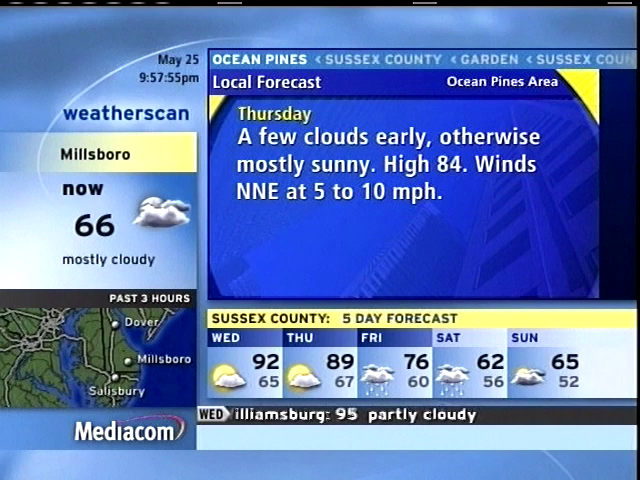 May 25
9:57:55pm
OCEAN PINES < SUSSEX COUNTY < GARDEN < SUSSEX COUN
Local Forecast Ocean Pines Area
weatherscan
Thursday
A few clouds early, otherwise
mostly sunny. High 84. Winds
NNE at 5 to 10 mph.
Millsboro
now
66
mostly cloudy
PAST 3 HOURS
Dover
Millsboro
Salisbury
SUSSEX COUNTY: 5 DAY FORECAST
WED THU FRI SAT SUN
92 89 76 62 65
65 67 60 56 52
WED illiamsburg: 95 partly cloudy
Mediacom